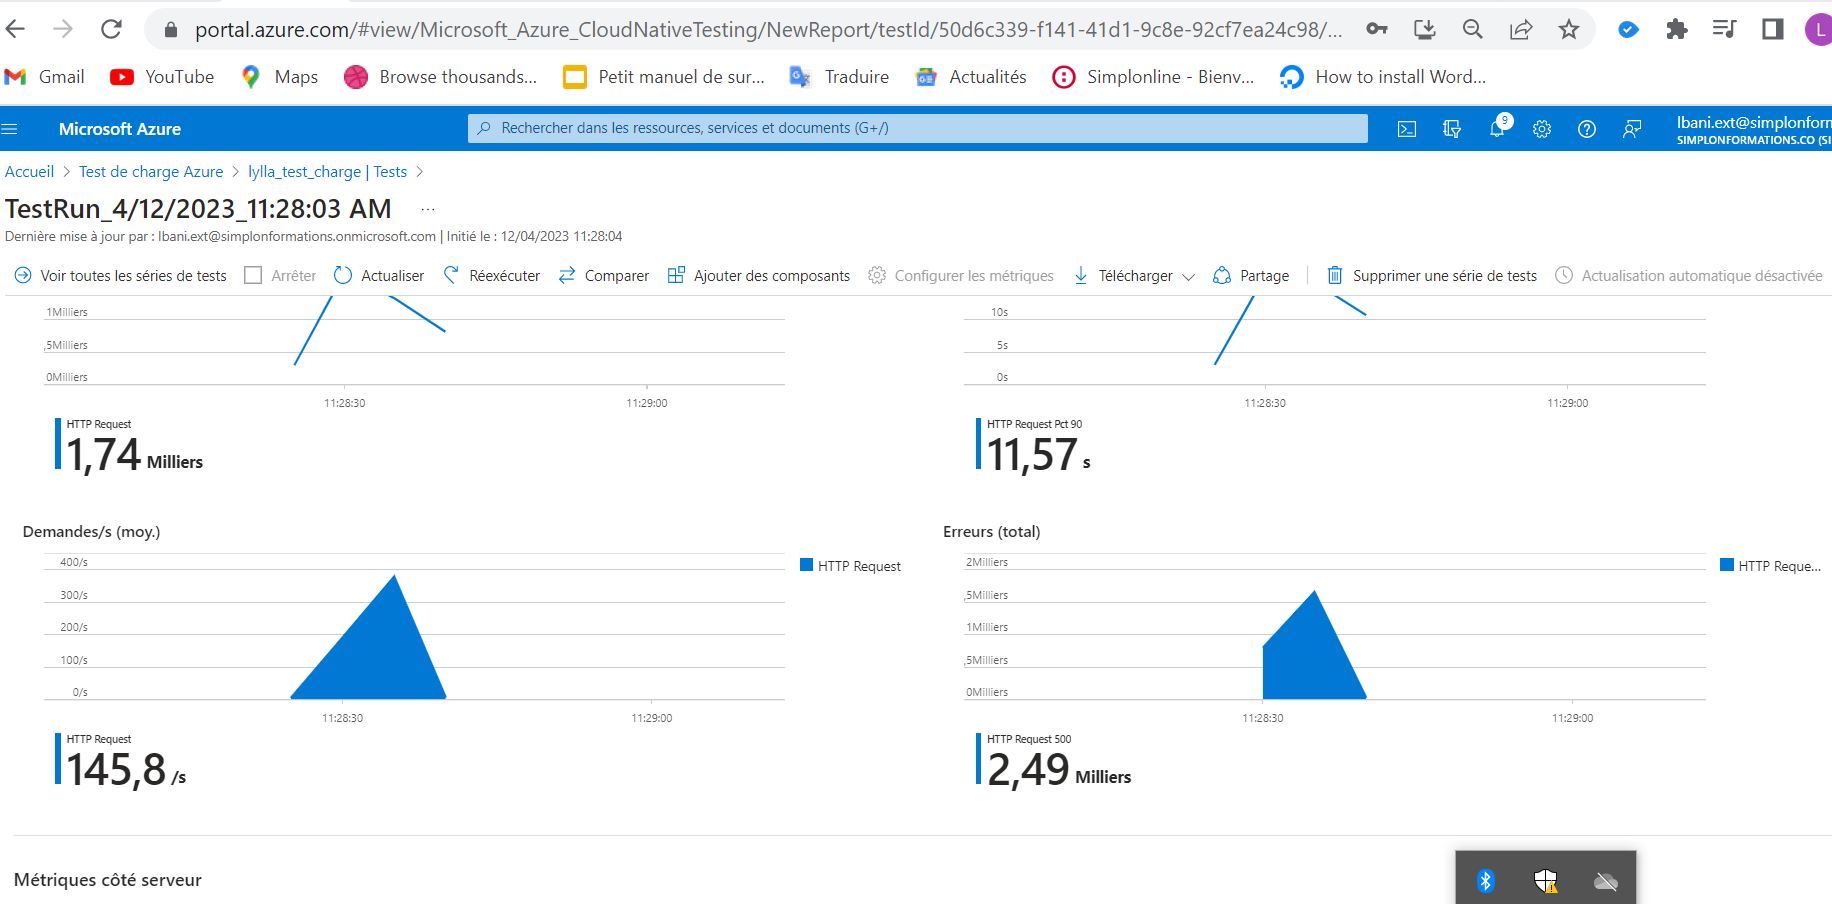 portal.azure.com/#view/Microsoft_Azure_CloudNativeTesting/NewReport/testId/50d6c339-f141-41d1-9c8e-92cf7ea24c98/...
L
Gmail YouTube Maps Browse thousands... Petit manuel de sur... Traduire Actualités Simplonline - Bienv... How to install Word...
Microsoft Azure
Rechercher dans les ressources, services et documents (G+/)
9
lbani.ext@simplonform
SIMPLONFORMATIONS.CO (SI
Accueil > Test de charge Azure > lylla_test_charge | Tests >
TestRun_4/12/2023_11:28:03 AM ...
Dernière mise à jour par : lbani.ext@simplonformations.onmicrosoft.com | Initié le : 12/04/2023 11:28:04
Voir toutes les séries de tests Arrêter Actualiser Réexécuter Comparer Ajouter des composants Configurer les métriques Télécharger Partage Supprimer une série de tests Actualisation automatique désactivée
1Milliers
,5Milliers
0Milliers
11:28:30 11:29:00
HTTP Request
1,74 Milliers
10s
5s
0s
11:28:30 11:29:00
HTTP Request Pct 90
11,57 s
Demandes/s (moy.)
400/s
300/s
200/s
100/s
0/s
11:28:30 11:29:00
HTTP Request
HTTP Request
145,8 /s
Erreurs (total)
2Milliers
,5Milliers
1Milliers
,5Milliers
0Milliers
11:28:30 11:29:00
HTTP Reque...
HTTP Request 500
2,49 Milliers
Métriques côté serveur